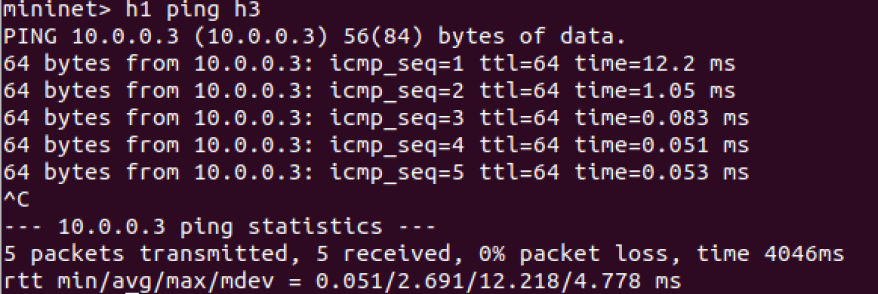 mininet> h1 ping h3
PING 10.0.0.3 (10.0.0.3) 56(84) bytes of data.
64 bytes from 10.0.0.3: icmp_seq=1 ttl=64 time=12.2 ms
64 bytes from 10.0.0.3: icmp_seq=2 ttl=64 time=1.05 ms
64 bytes from 10.0.0.3: icmp_seq=3 ttl=64 time=0.083 ms
64 bytes from 10.0.0.3: icmp_seq=4 ttl=64 time=0.051 ms
64 bytes from 10.0.0.3: icmp_seq=5 ttl=64 time=0.053 ms
^C
--- 10.0.0.3 ping statistics ---
5 packets transmitted, 5 received, 0% packet loss, time 4046ms
rtt min/avg/max/mdev = 0.051/2.691/12.218/4.778 ms